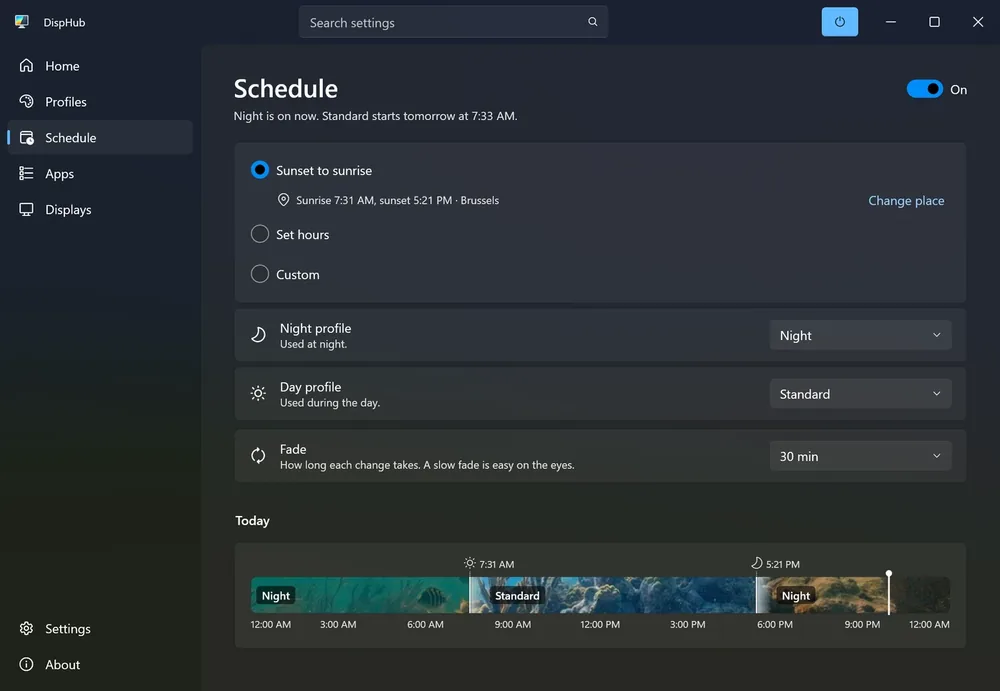 DispHub
Search settings
Home
Profiles
Schedule
Apps
Displays
Settings
About
Schedule
On
Night is on now. Standard starts tomorrow at 7:33 AM.
Sunset to sunrise
Sunrise 7:31 AM, sunset 5:21 PM · Brussels
Change place
Set hours
Custom
Night profile
Used at night.
Night
Day profile
Used during the day.
Standard
Fade
How long each change takes. A slow fade is easy on the eyes.
30 min
Today
7:31 AM
5:21 PM
Night
Standard
Night
12:00 AM
3:00 AM
6:00 AM
9:00 AM
12:00 PM
3:00 PM
6:00 PM
9:00 PM
12:00 AM